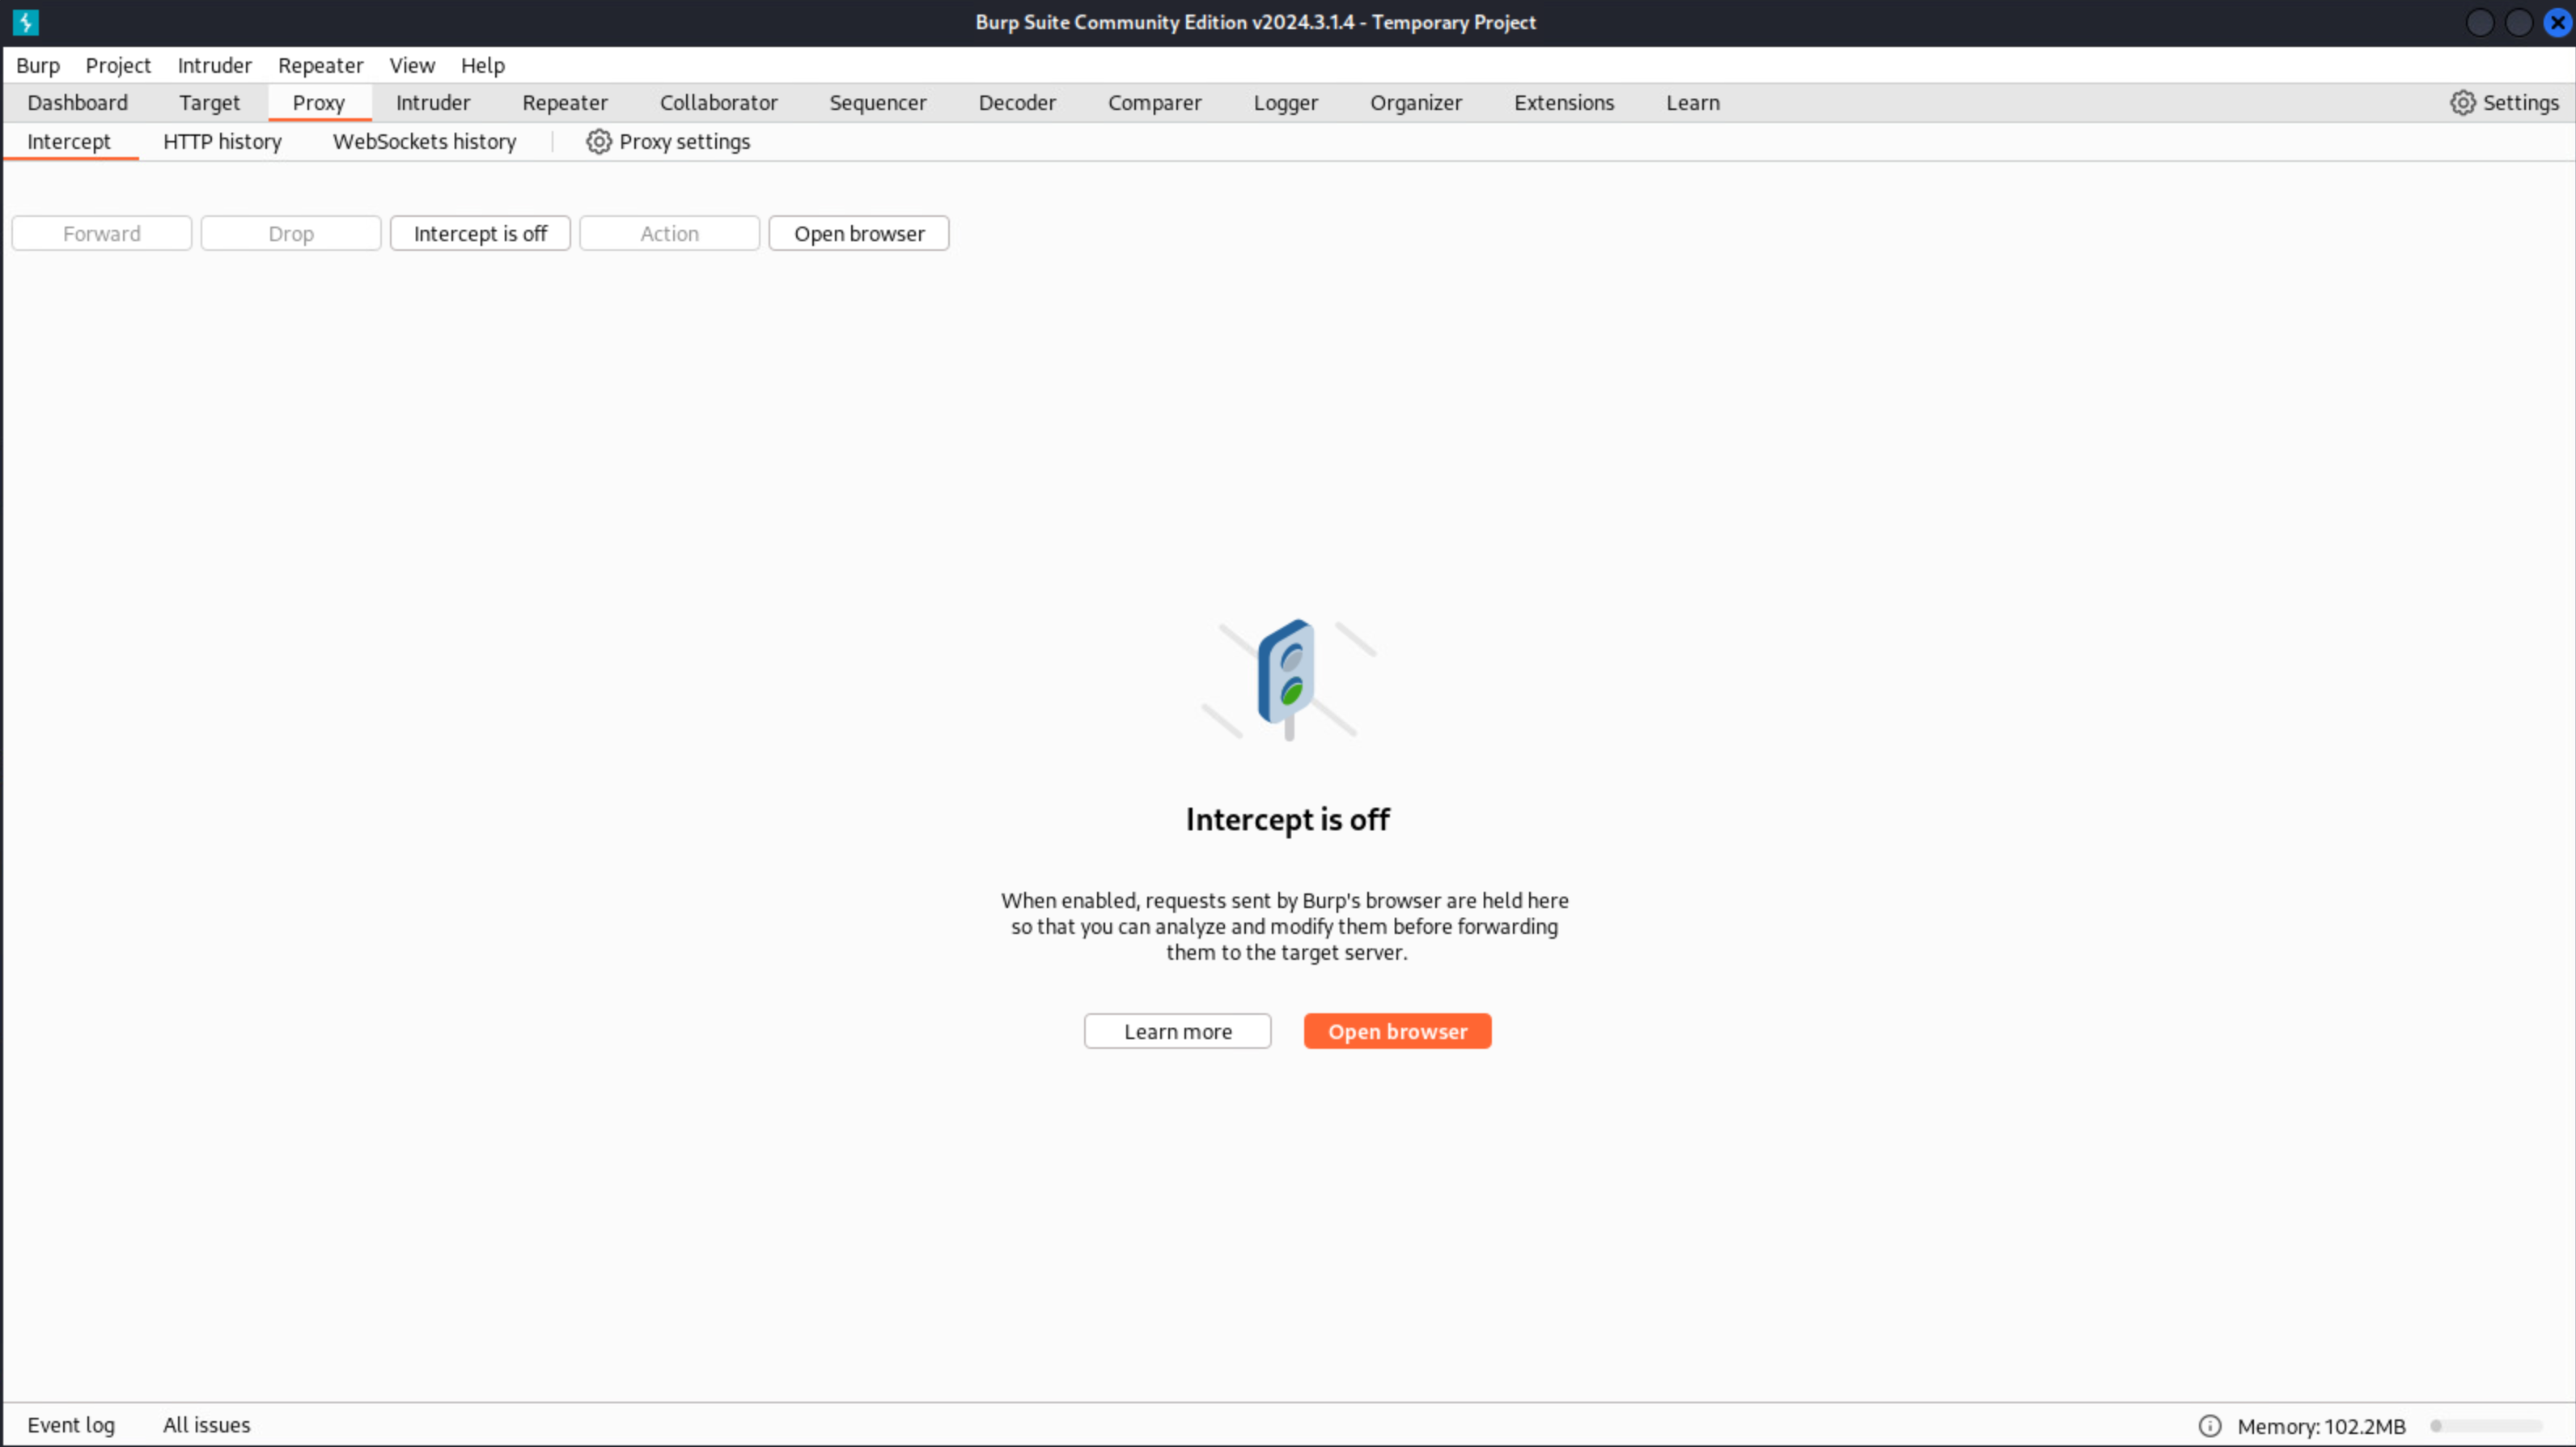 Burp Suite Community Edition v2024.3.1.4 - Temporary Project
Burp Project Intruder Repeater View Help
Dashboard Target Proxy Intruder Repeater Collaborator Sequencer Decoder Comparer Logger Organizer Extensions Learn Settings
Intercept HTTP history WebSockets history Proxy settings
Forward Drop Intercept is off Action Open browser
Intercept is off
When enabled, requests sent by Burp's browser are held here
so that you can analyze and modify them before forwarding
them to the target server.
Learn more Open browser
Event log All issues Memory: 102.2MB